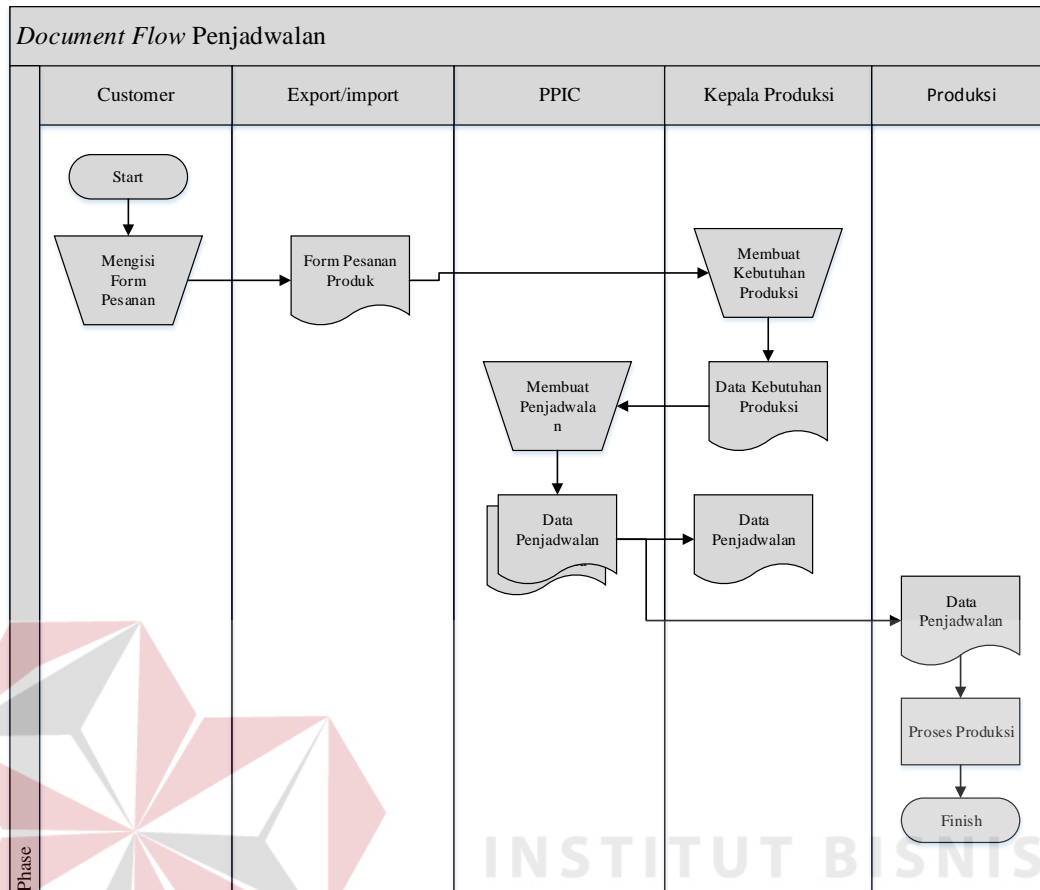 Document Flow Penjadwalan
Customer
Export/import
PPIC
Kepala Produksi
Produksi
Start
Mengisi
Form
Pesanan
Form Pesanan
Produk
Membuat
Kebutuhan
Produksi
Membuat
Penjadwala
n
Data Kebutuhan
Produksi
Data
Penjadwalan
Data
Penjadwalan
Data
Penjadwalan
Proses Produksi
Finish
Phase
INSTITUT BISNIS